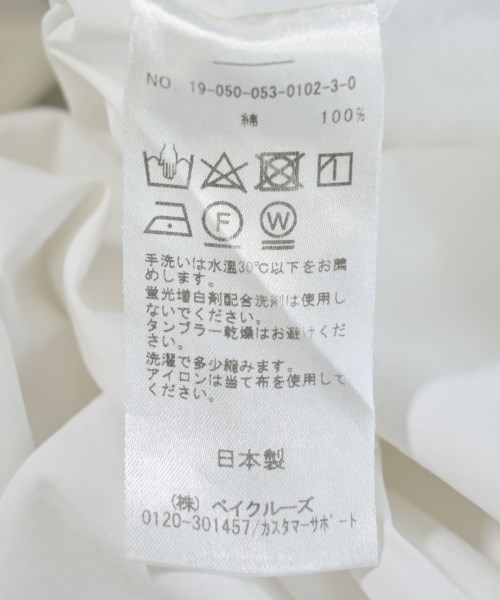 NO. 19-050-053-0102-3-0
綿 100%
F W
手洗いは水温30℃以下をお薦
めします。
蛍光増白剤配合洗剤は使用し
ないでください。
タンブラー乾燥はお避けくだ
さい。
洗濯で多少縮みます。
アイロンは当て布を使用して
ください。
日本製
(株) ベイクルーズ
0120-301457/カスタマーサポート